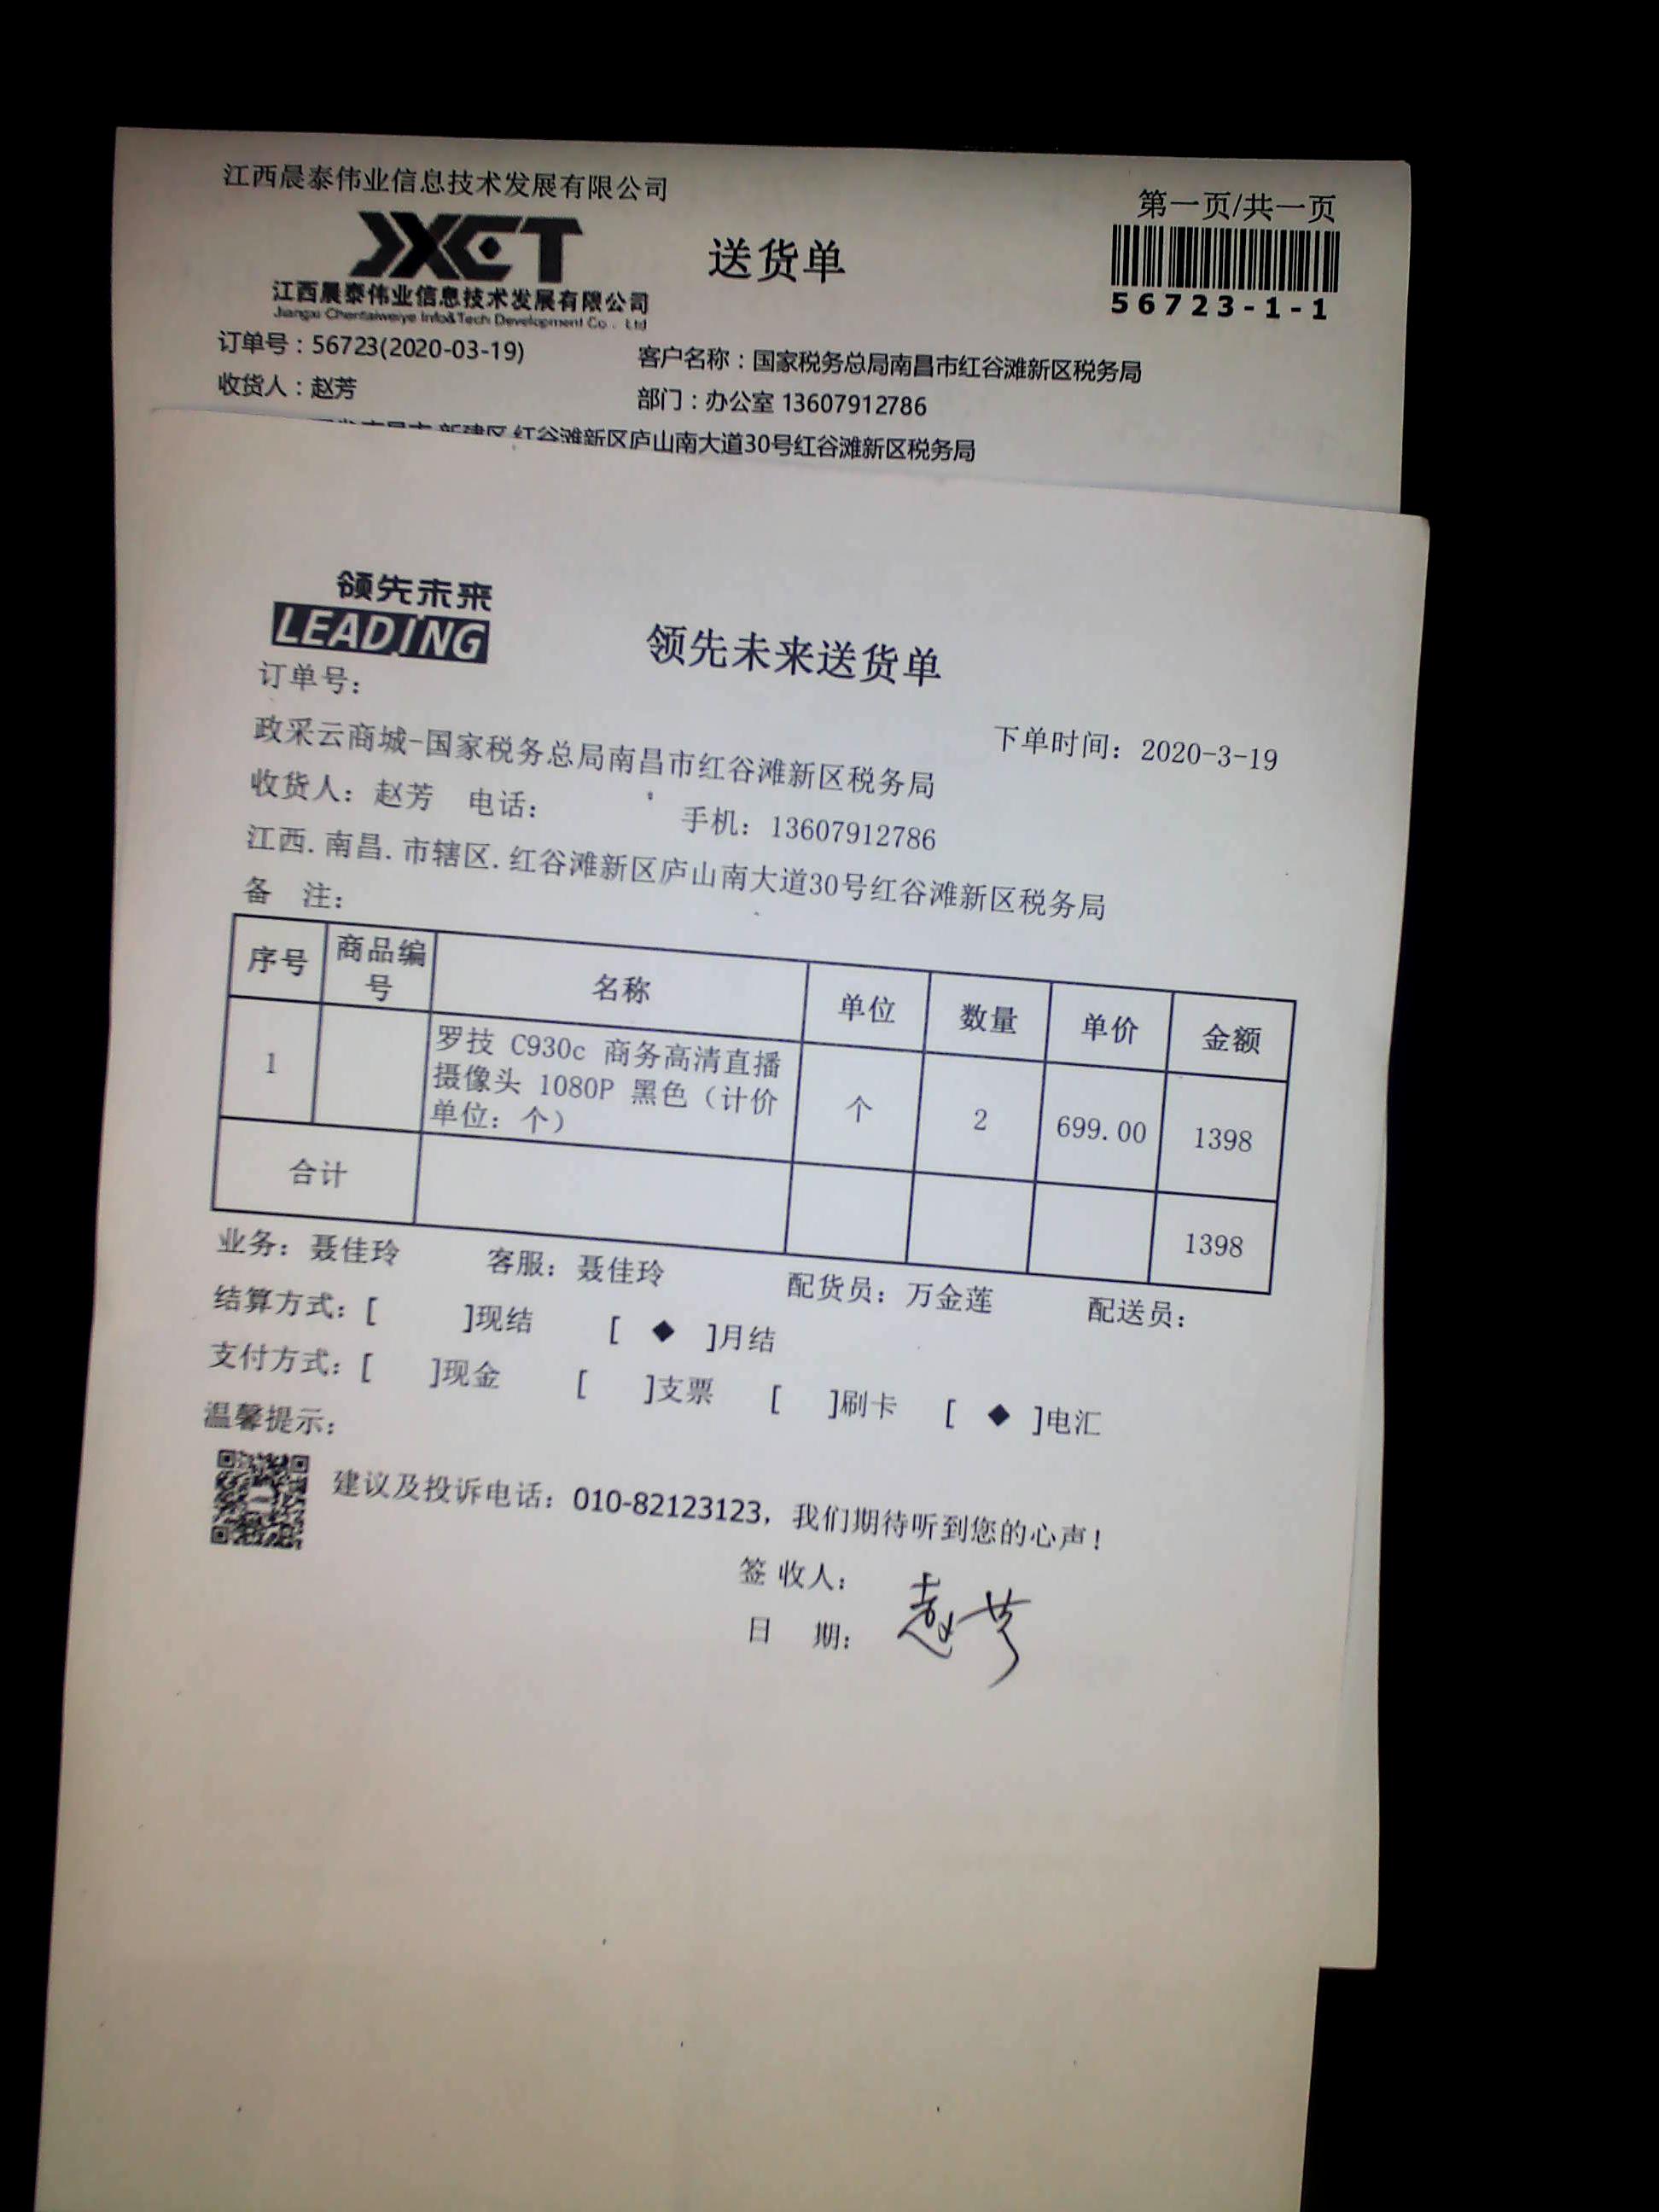 江西晨泰伟业信息技术发展有限公司
第一页/共一页
JXCT
送货单
江西晨泰伟业信息技术发展有限公司
Jiangxi Chentaiweiye Info&Tech Development Co . Ltd
56723-1-1
订单号：56723(2020-03-19)
客户名称：国家税务总局南昌市红谷滩新区税务局
收货人：赵芳
部门：办公室 13607912786
南昌市 新建区 红谷滩新区庐山南大道30号红谷滩新区税务局
领先未来
LEADING
领先未来送货单
订单号：
下单时间：2020-3-19
政采云商城-国家税务总局南昌市红谷滩新区税务局
收货人：赵芳 电话： 手机：13607912786
江西.南昌.市辖区.红谷滩新区庐山南大道30号红谷滩新区税务局
备 注：
序号 商品编号 名称 单位 数量 单价 金额
1 罗技 C930c 商务高清直播摄像头 1080P 黑色（计价单位：个） 个 2 699.00 1398
合计 1398
业务：聂佳玲 客服：聂佳玲 配货员：万金莲 配送员：
结算方式：[ ]现结 [ ◆ ]月结
支付方式：[ ]现金 [ ]支票 [ ]刷卡 [ ◆ ]电汇
温馨提示：
建议及投诉电话：010-82123123，我们期待听到您的心声！
签 收人：
赵芳
日 期：